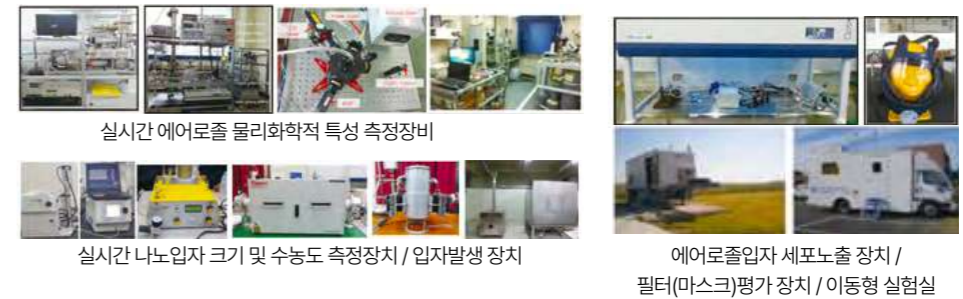 실시간 에어로졸 물리화학적 특성 측정장비
실시간 나노입자 크기 및 수농도 측정장치 / 입자발생 장치
에어로졸입자 세포노출 장치 /
필터(마스크)평가 장치 / 이동형 실험실